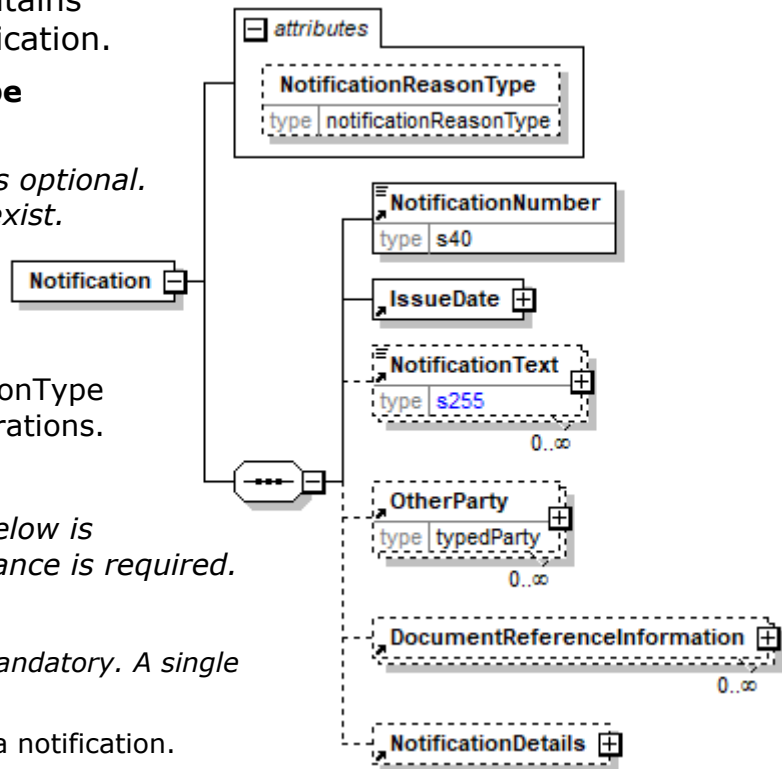 ication.
attributes
pe
NotificationReasonType
type notificationReasonType
s optional.
exist.
NotificationNumber
type s40
Notification
IssueDate
NotificationText
type s255
0..∞
onType
rations.
OtherParty
type typedParty
0..∞
elow is
ance is required.
DocumentReferenceInformation
0..∞
andatory. A single
a notification.
NotificationDetails